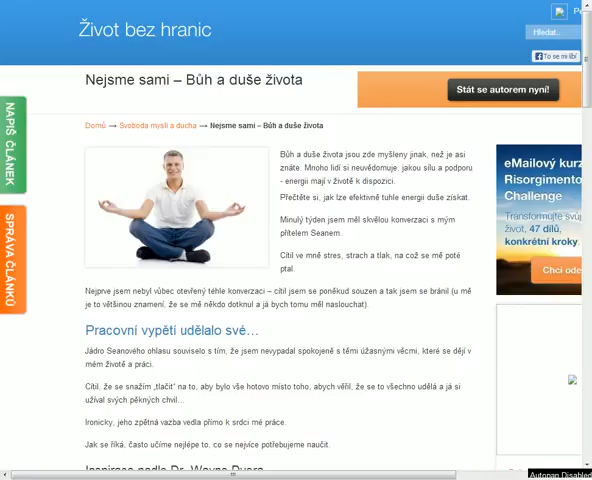 Život bez hranic
Hledat..
To se mi líbí
Nejsme sami – Bůh a duše života
Stát se autorem nyní!
NAPIŠ ČLÁNEK
SPRÁVA ČLÁNKŮ
Domů → Svoboda mysli a ducha → Nejsme sami – Bůh a duše života
Bůh a duše života jsou zde myšleny jinak, než je asi
znáte. Mnoho lidí si neuvědomuje, jakou sílu a podporu
- energii mají v životě k dispozici.
Přečtěte si, jak lze efektivně tuhle energii duše získat.
Minulý týden jsem měl skvělou konverzaci s mým
přítelem Seanem.
Cítil ve mně stres, strach a tlak, na což se mě poté
ptal.
Nejprve jsem nebyl vůbec otevřený téhle konverzaci – cítil jsem se poněkud souzen a tak jsem se bránil (u mě
je to většinou znamení, že se mě někdo dotknul a já bych tomu měl naslouchat).
Pracovní vypětí udělalo své…
Jádro Seanového ohlasu souviselo s tím, že jsem nevypadal spokojeně s těmi úžasnými věcmi, které se dějí v
mém životě a práci.
Cítil, že se snažím „tlačit“ na to, aby bylo vše hotovo místo toho, abych věřil, že se to všechno udělá a já si
užíval svých pěkných chvil…
Ironicky, jeho zpětná vazba vedla přímo k srdci mé práce.
Jak se říká, často učíme nejlépe to, co se nejvíce potřebujeme naučit.
Inspirace podle Dr. Wayne Dyera
eMailový kurz
Risorgimento
Challenge
Transformujte svůj
život, 47 dílů,
konkrétní kroky.
Chci ode
Autopan Disabled